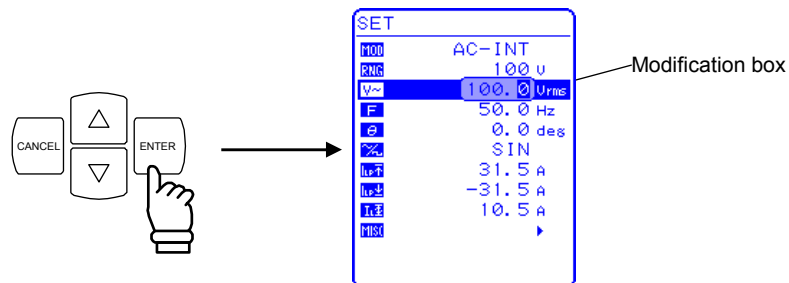 CANCEL
ENTER
SET
MOD AC-INT
RNG 100 V
V~ 100.0 Vrms
F 50.0 Hz
θ 0.0 deg
SIN
31.5 A
-31.5 A
10.5 A
MISC
Modification box